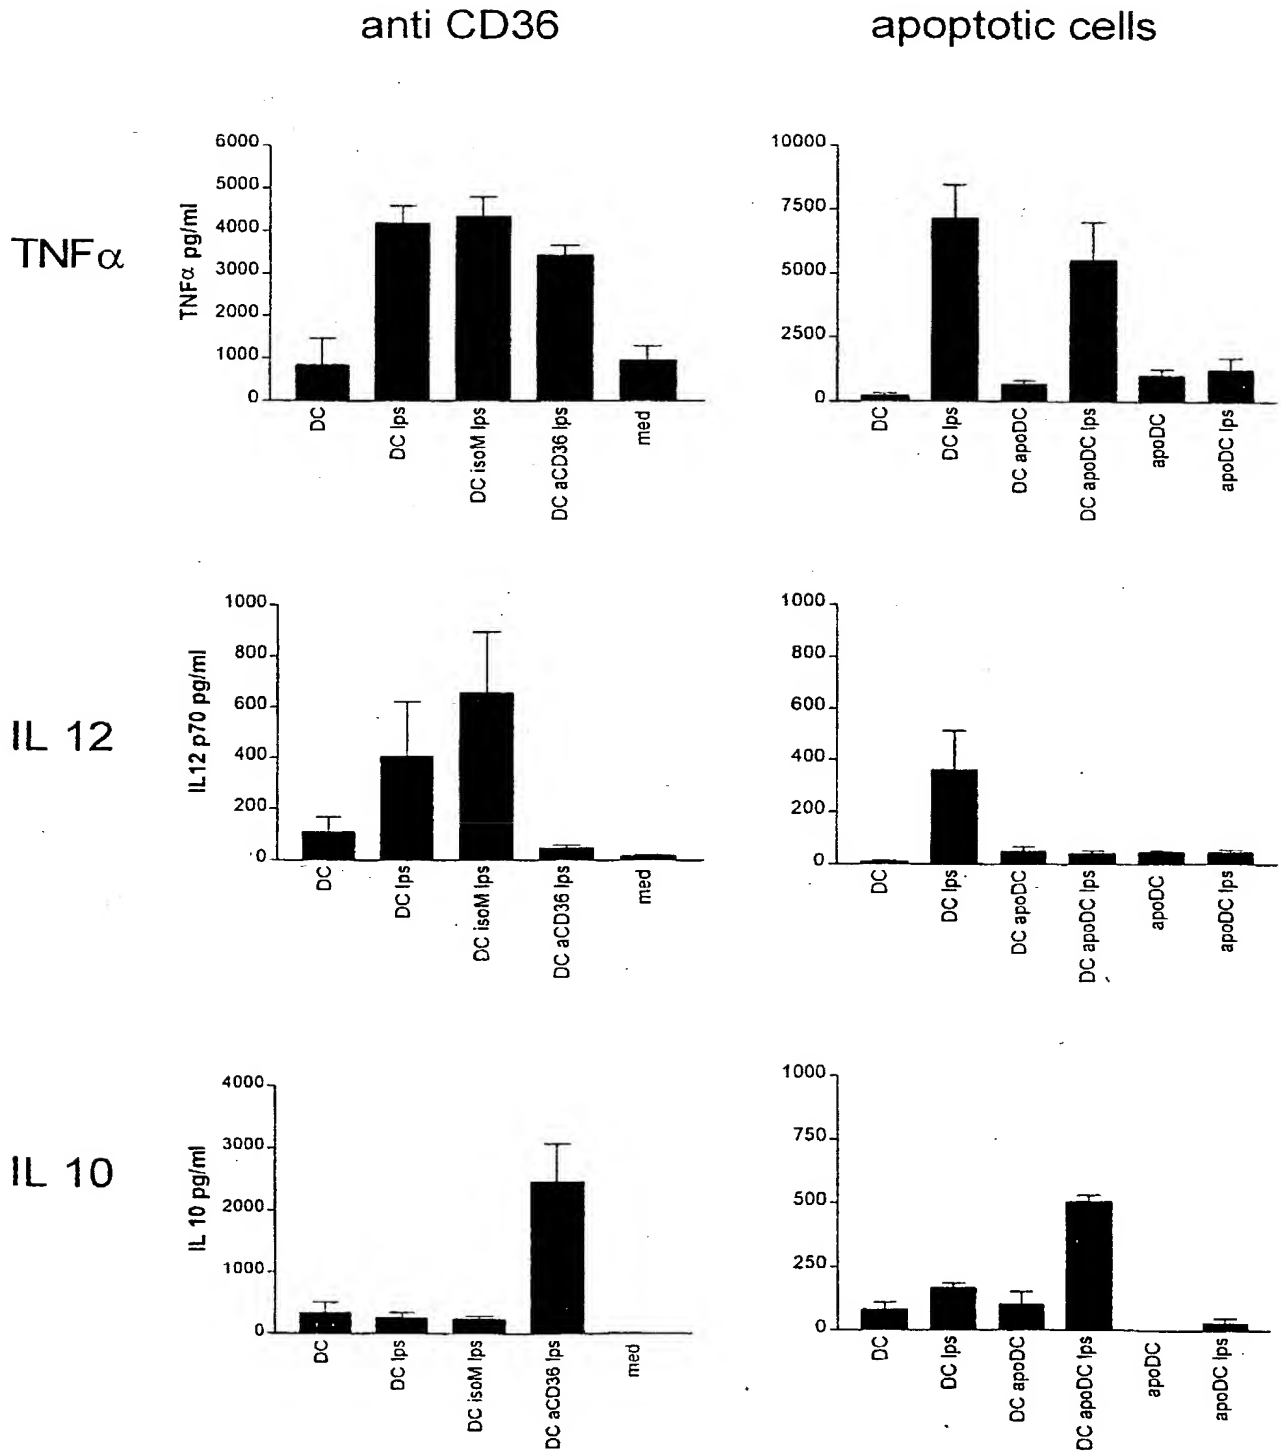 anti CD36
apoptotic cells
TNFα
TNFα pg/ml
6000
5000
4000
3000
2000
1000
0
DC
DC lps
DC isoM lps
DC aCD36 lps
med
10000
7500
5000
2500
0
DC
DC lps
DC apoDC
DC apoDC lps
apoDC
apoDC lps
IL 12
IL12 p70 pg/ml
1000
800
600
400
200
0
DC
DC lps
DC isoM lps
DC aCD36 lps
med
1000
800
600
400
200
0
DC
DC lps
DC apoDC
DC apoDC lps
apoDC
apoDC lps
IL 10
IL 10 pg/ml
4000
3000
2000
1000
0
DC
DC lps
DC isoM lps
DC aCD36 lps
med
1000
750
500
250
0
DC
DC lps
DC apoDC
DC apoDC lps
apoDC
apoDC lps